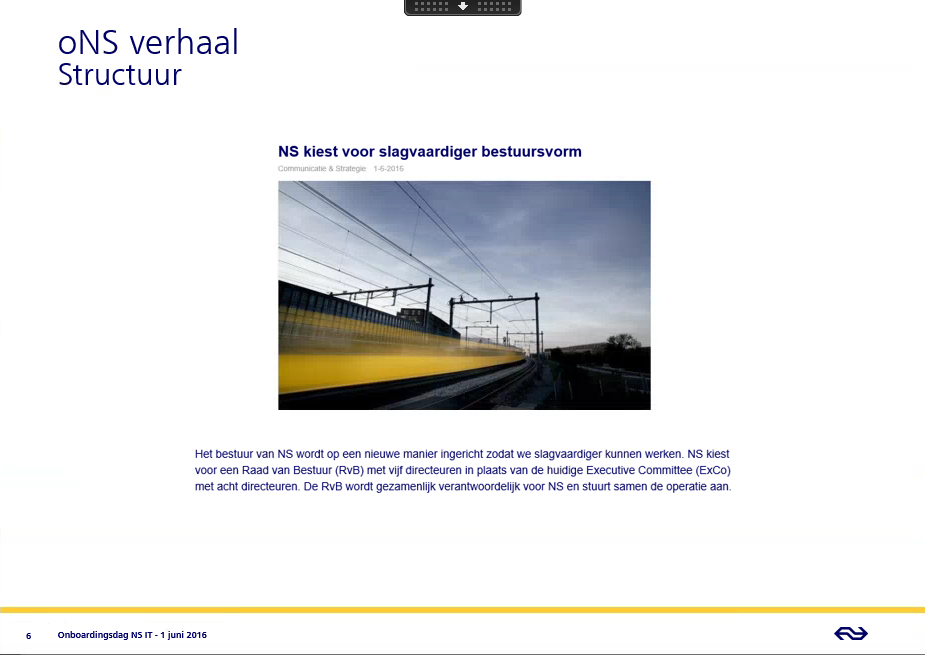 oNS verhaal
Structuur
NS kiest voor slagvaardiger bestuursvorm
Communicatie & Strategie 1-6-2016
Het bestuur van NS wordt op een nieuwe manier ingericht zodat we slagvaardiger kunnen werken. NS kiest
voor een Raad van Bestuur (RvB) met vijf directeuren in plaats van de huidige Executive Committee (ExCo)
met acht directeuren. De RvB wordt gezamenlijk verantwoordelijk voor NS en stuurt samen de operatie aan.
6 Onboardingsdag NS IT - 1 juni 2016